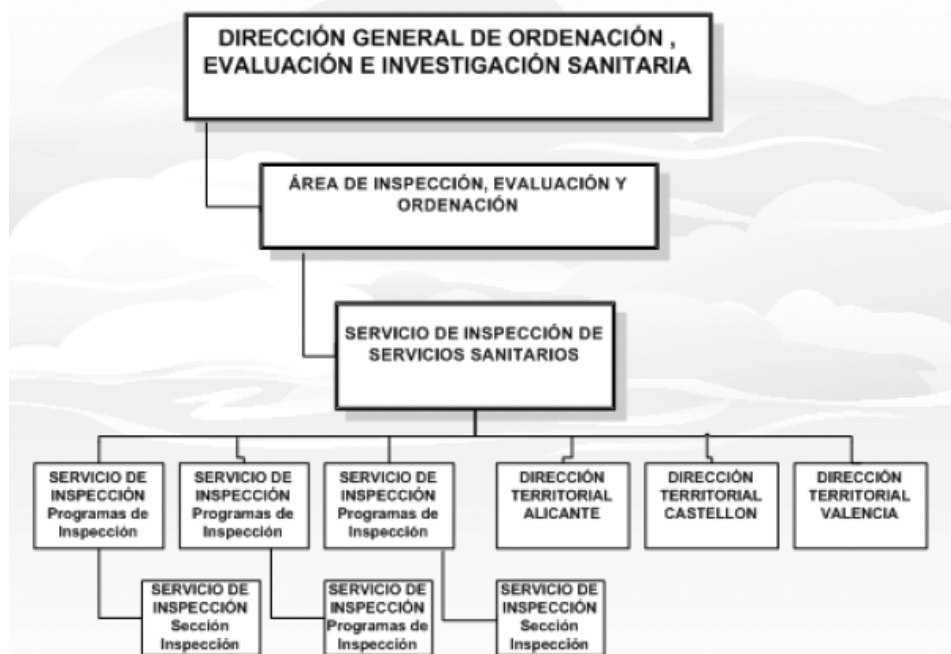 DIRECCIÓN GENERAL DE ORDENACIÓN ,
EVALUACIÓN E INVESTIGACIÓN SANITARIA
ÁREA DE INSPECCIÓN, EVALUACIÓN Y
ORDENACIÓN
SERVICIO DE INSPECCIÓN DE
SERVICIOS SANITARIOS
SERVICIO DE
INSPECCIÓN
Programas de
Inspección
SERVICIO DE
INSPECCIÓN
Programas de
Inspección
SERVICIO DE
INSPECCIÓN
Programas de
Inspección
DIRECCIÓN
TERRITORIAL
ALICANTE
DIRECCIÓN
TERRITORIAL
CASTELLON
DIRECCIÓN
TERRITORIAL
VALENCIA
SERVICIO DE
INSPECCIÓN
Sección
Inspección
SERVICIO DE
INSPECCIÓN
Programas de
Inspección
SERVICIO DE
INSPECCIÓN
Sección
Inspección